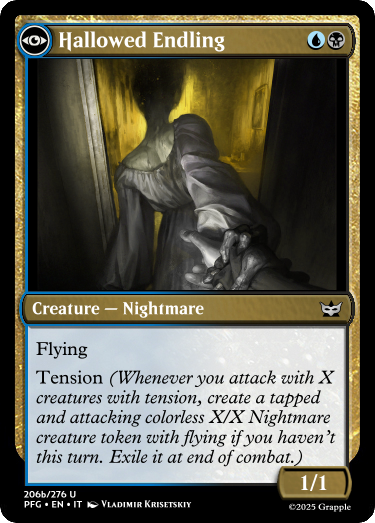 Hallowed Endling
Creature — Nightmare
Flying
Tension (Whenever you attack with X
creatures with tension, create a tapped
and attacking colorless X/X Nightmare
creature token with flying if you haven't
this turn. Exile it at end of combat.)
1/1
206b/276 U
PFG • EN • IT Vladimir Krisetskiy
©2025 Grapple